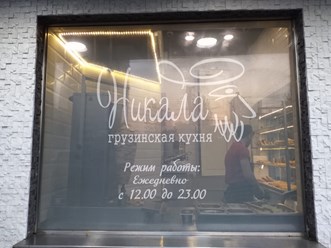 Никала
грузинская кухня
Режим работы:
Ежедневно
с 12.00 до 23.00